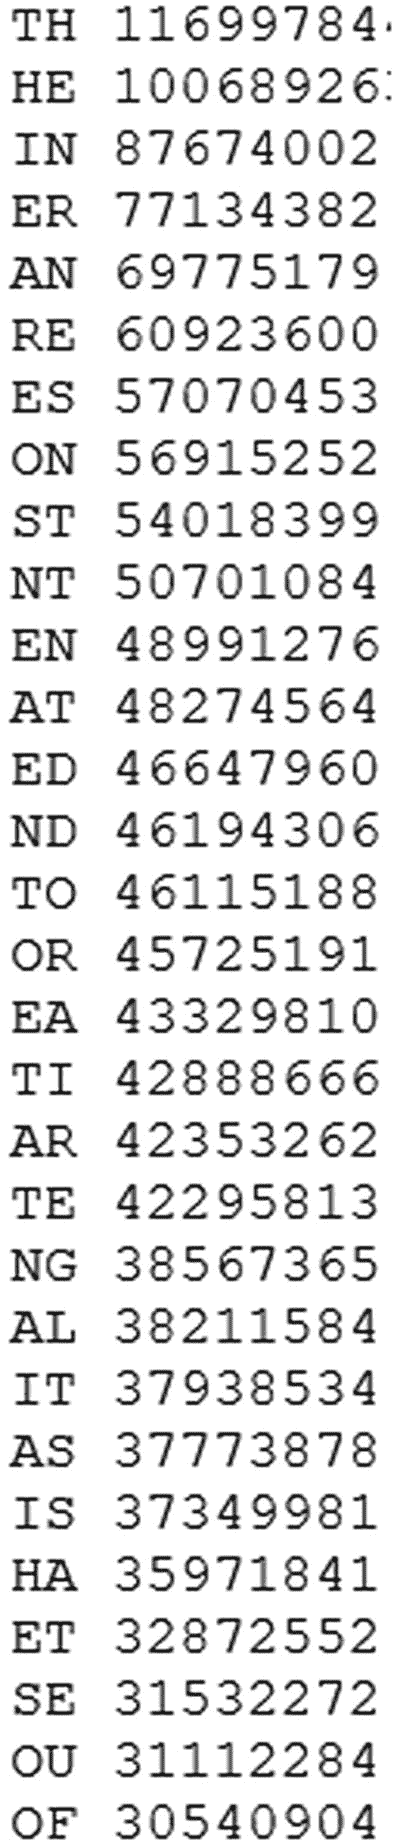 TH 11699784
HE 10068926
IN 87674002
ER 77134382
AN 69775179
RE 60923600
ES 57070453
ON 56915252
ST 54018399
NT 50701084
EN 48991276
AT 48274564
ED 46647960
ND 46194306
TO 46115188
OR 45725191
EA 43329810
TI 42888666
AR 42353262
TE 42295813
NG 38567365
AL 38211584
IT 37938534
AS 37773878
IS 37349981
HA 35971841
ET 32872552
SE 31532272
OU 31112284
OF 30540904